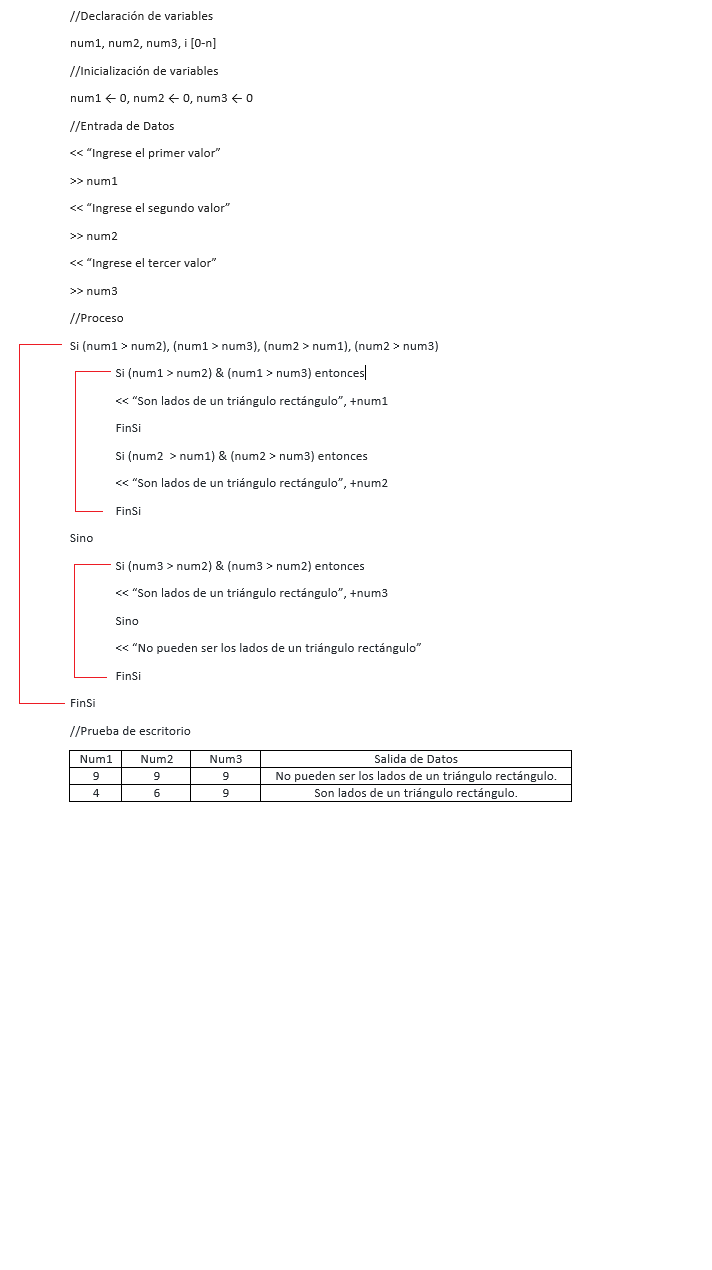 //Declaración de variables
num1, num2, num3, i [0-n]
//Inicialización de variables
num1 ← 0, num2 ← 0, num3 ← 0
//Entrada de Datos
<< “Ingrese el primer valor”
>> num1
<< “Ingrese el segundo valor”
>> num2
<< “Ingrese el tercer valor”
>> num3
//Proceso
Si (num1 > num2), (num1 > num3), (num2 > num1), (num2 > num3)
Si (num1 > num2) & (num1 > num3) entonces
<< “Son lados de un triángulo rectángulo”, +num1
FinSi
Si (num2  > num1) & (num2 > num3) entonces
<< “Son lados de un triángulo rectángulo”, +num2
FinSi
Sino
Si (num3 > num2) & (num3 > num2) entonces
<< “Son lados de un triángulo rectángulo”, +num3
Sino
<< “No pueden ser los lados de un triángulo rectángulo”
FinSi
FinSi
//Prueba de escritorio
Num1 Num2 Num3 Salida de Datos
9 9 9 No pueden ser los lados de un triángulo rectángulo.
4 6 9 Son lados de un triángulo rectángulo.